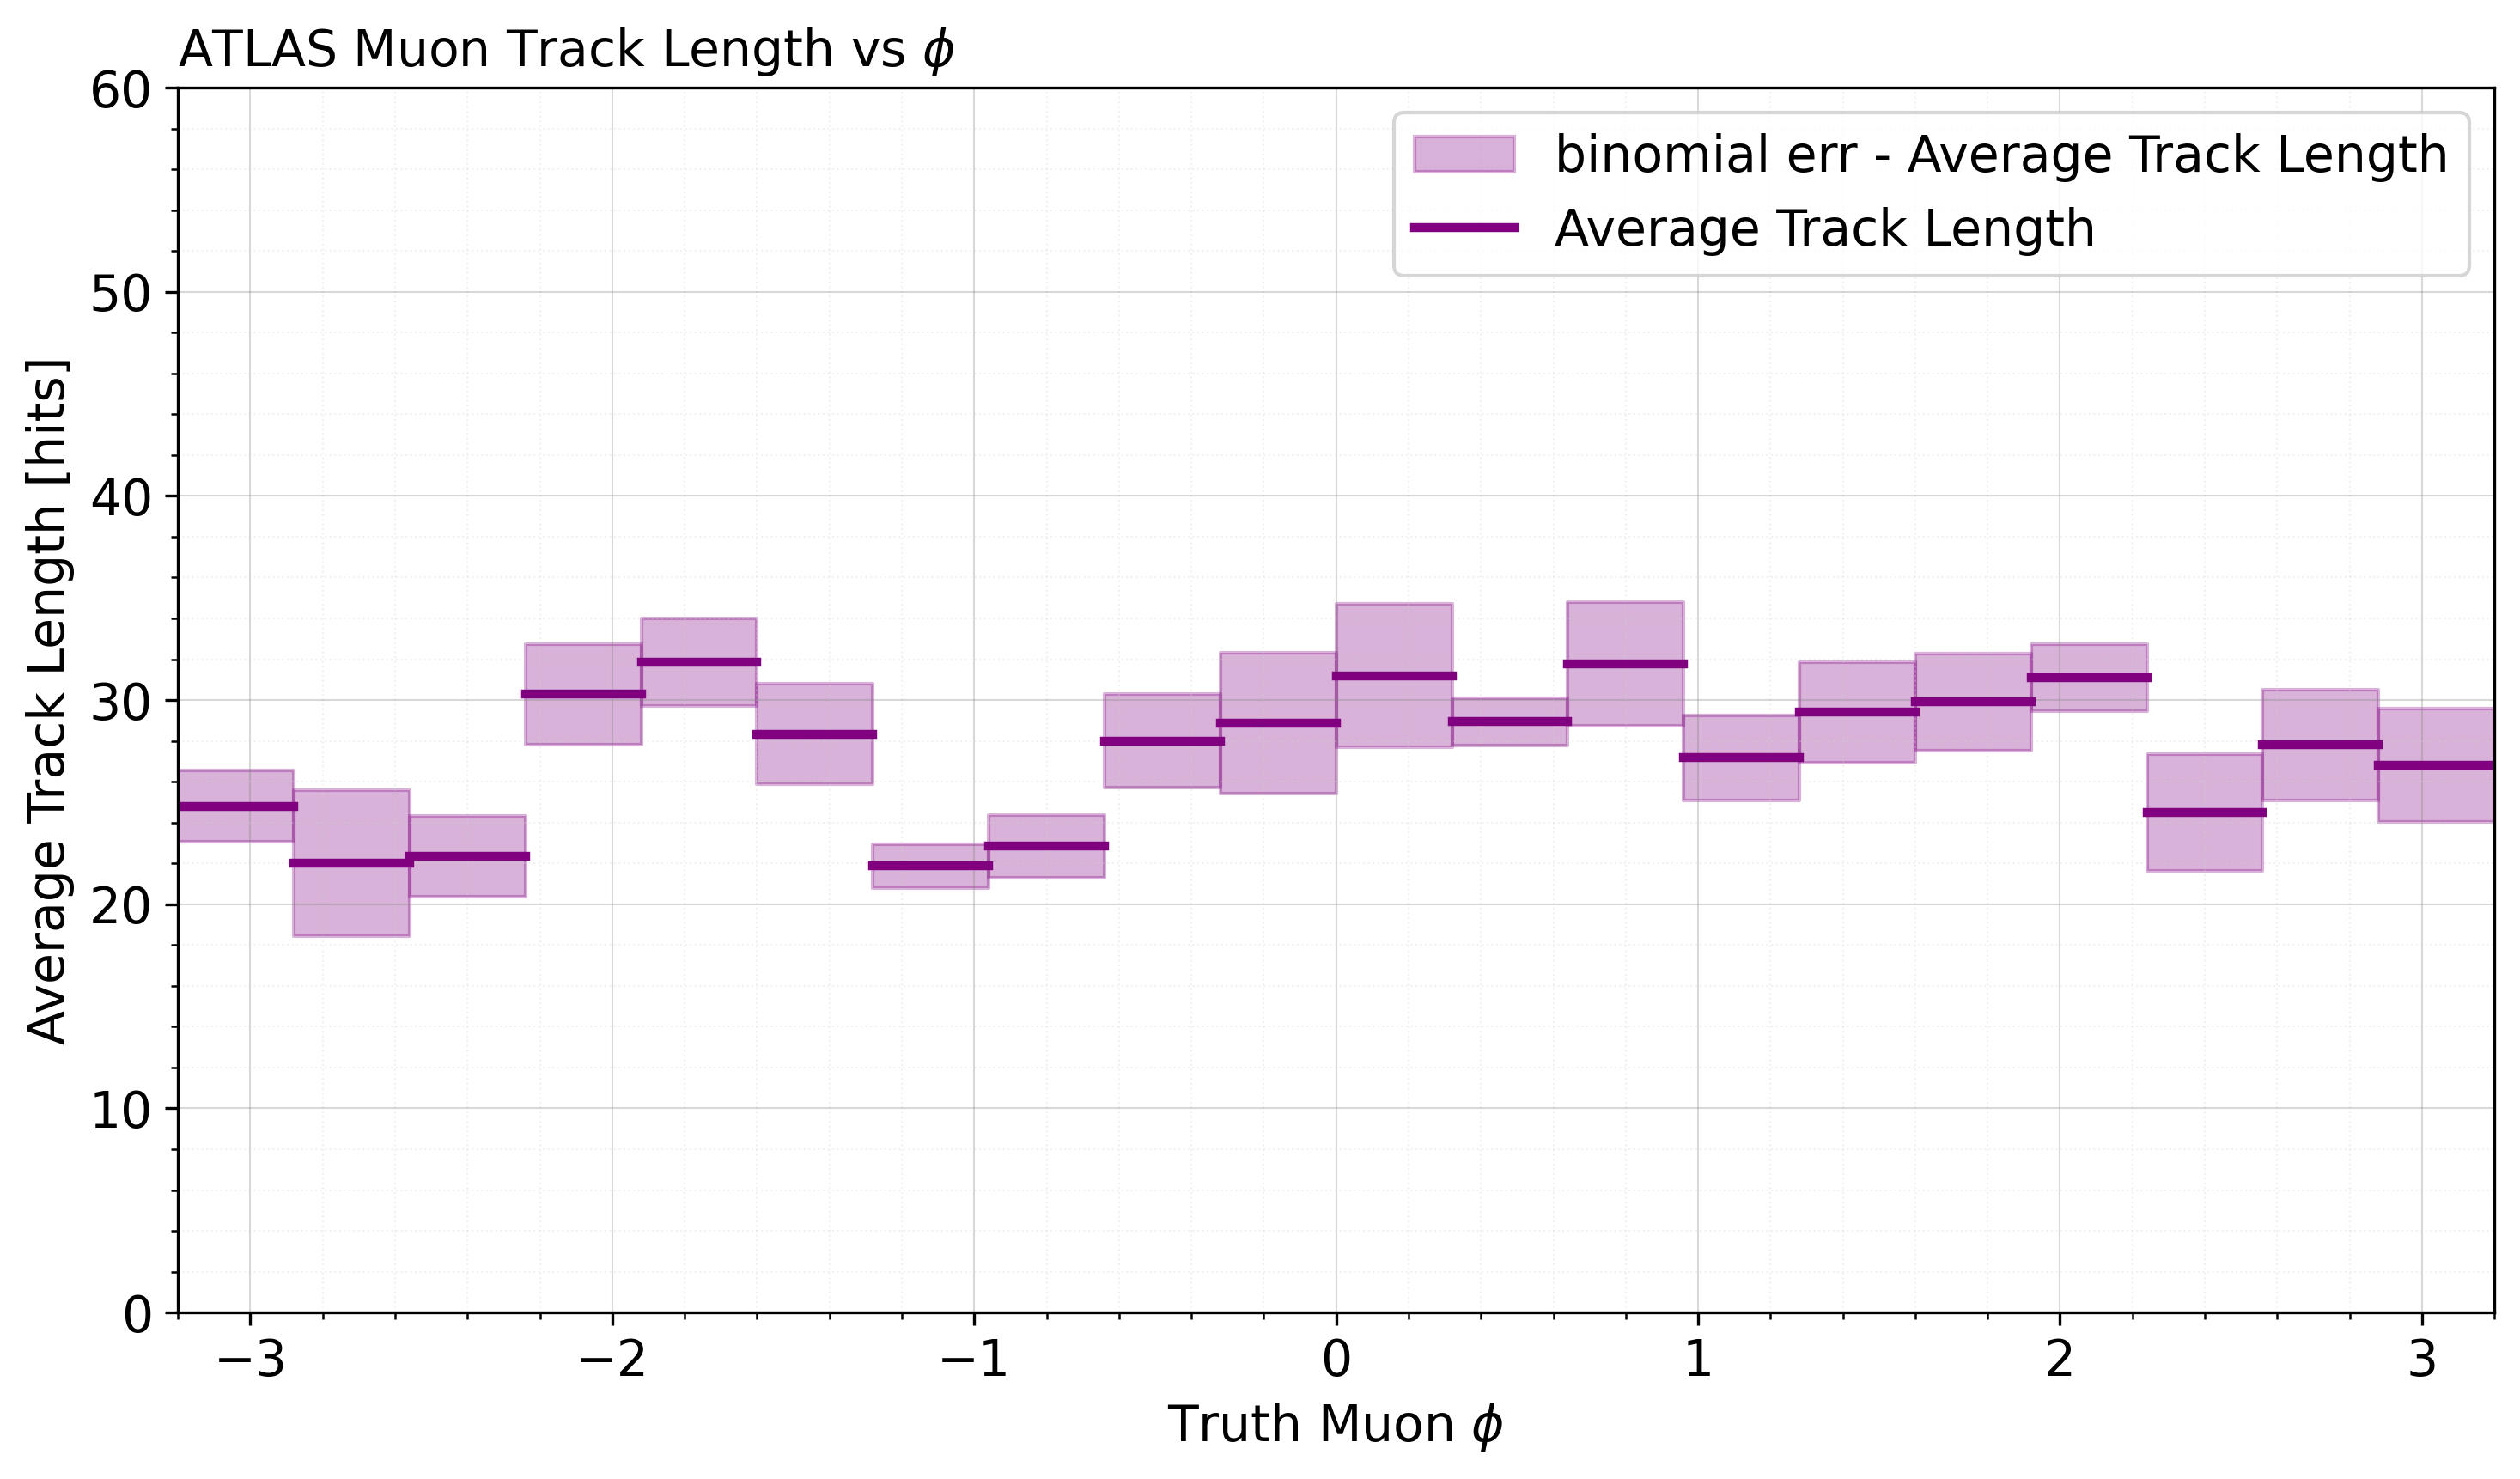 ATLAS Muon Track Length vs ϕ
60
50
40
30
20
10
0
Average Track Length [hits]
binomial err - Average Track Length
Average Track Length
−3 −2 −1 0 1 2 3
Truth Muon ϕ